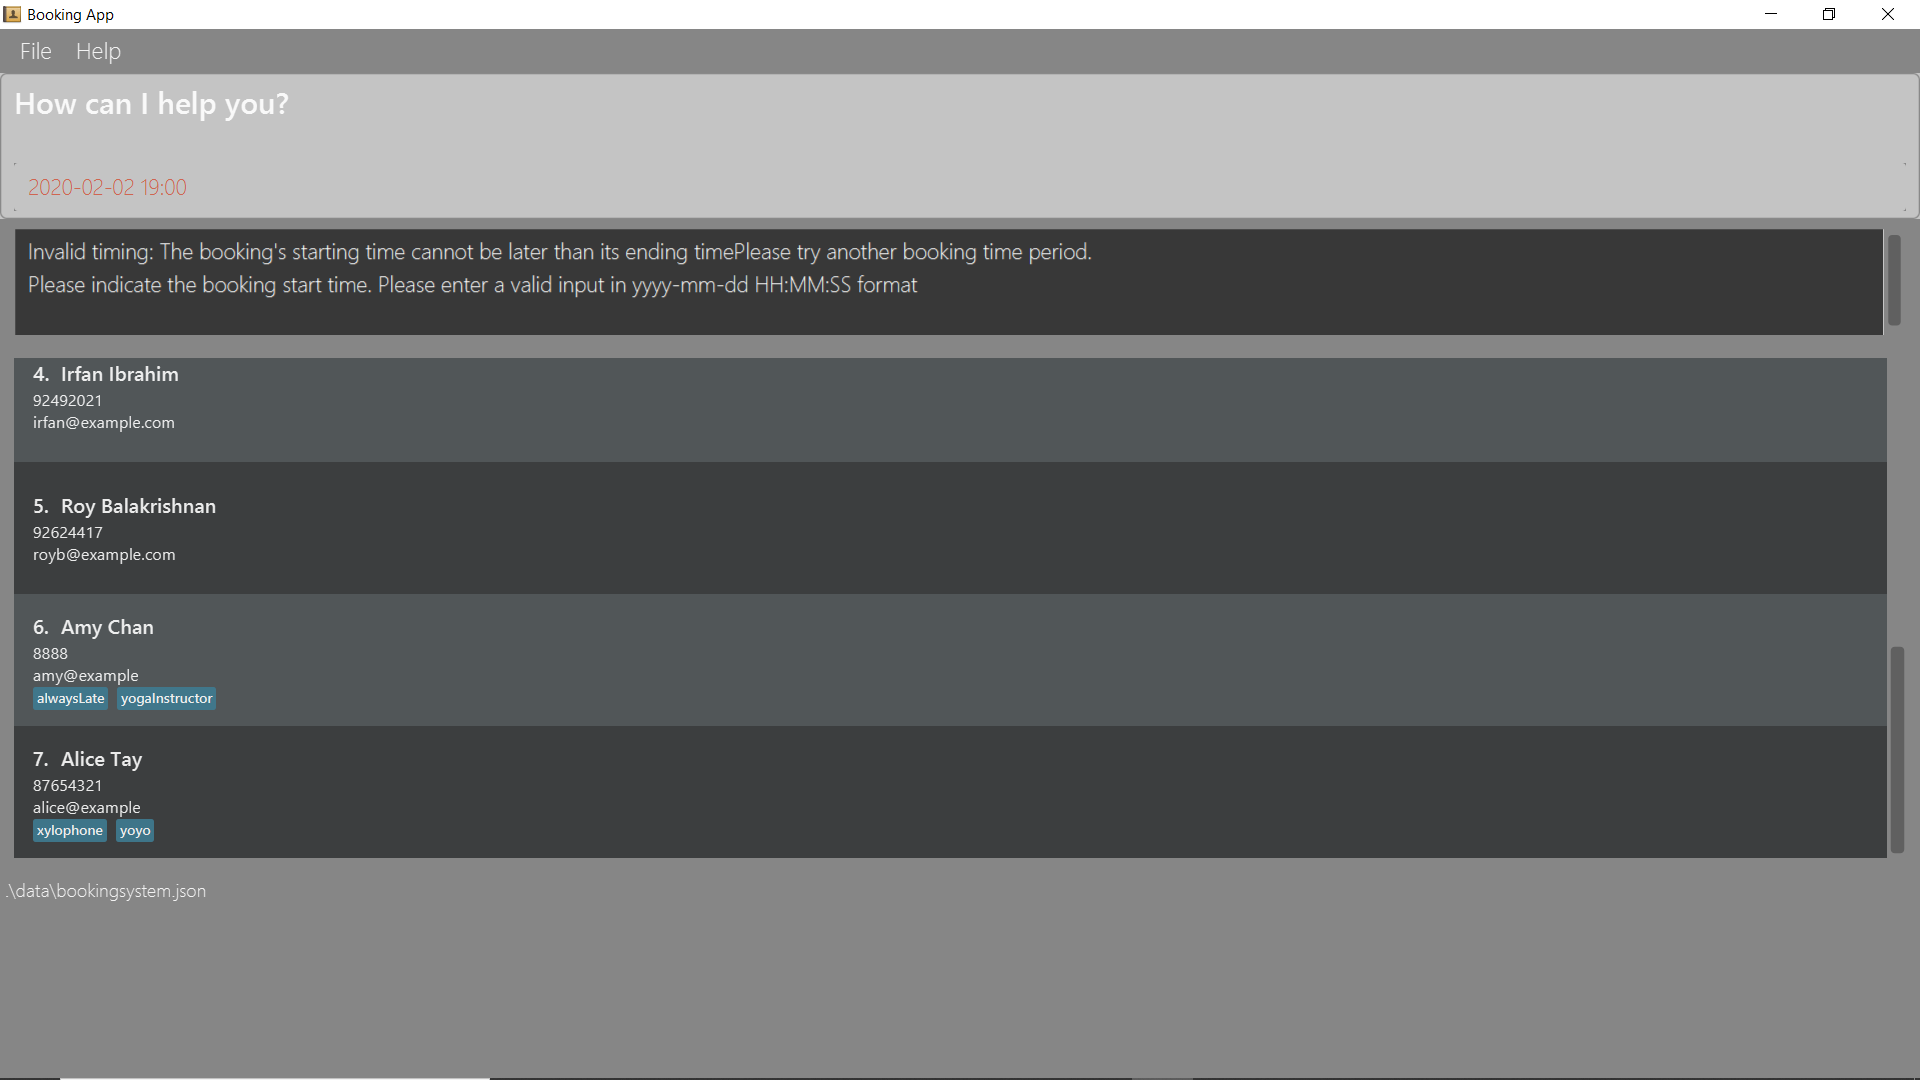 Booking App
File Help
How can I help you?
2020-02-02 19:00
Invalid timing: The booking's starting time cannot be later than its ending timePlease try another booking time period.
Please indicate the booking start time. Please enter a valid input in yyyy-mm-dd HH:MM:SS format
4. Irfan Ibrahim
92492021
irfan@example.com
5. Roy Balakrishnan
92624417
royb@example.com
6. Amy Chan
8888
amy@example
alwaysLate yogaInstructor
7. Alice Tay
87654321
alice@example
xylophone yoyo
.\data\bookingsystem.json